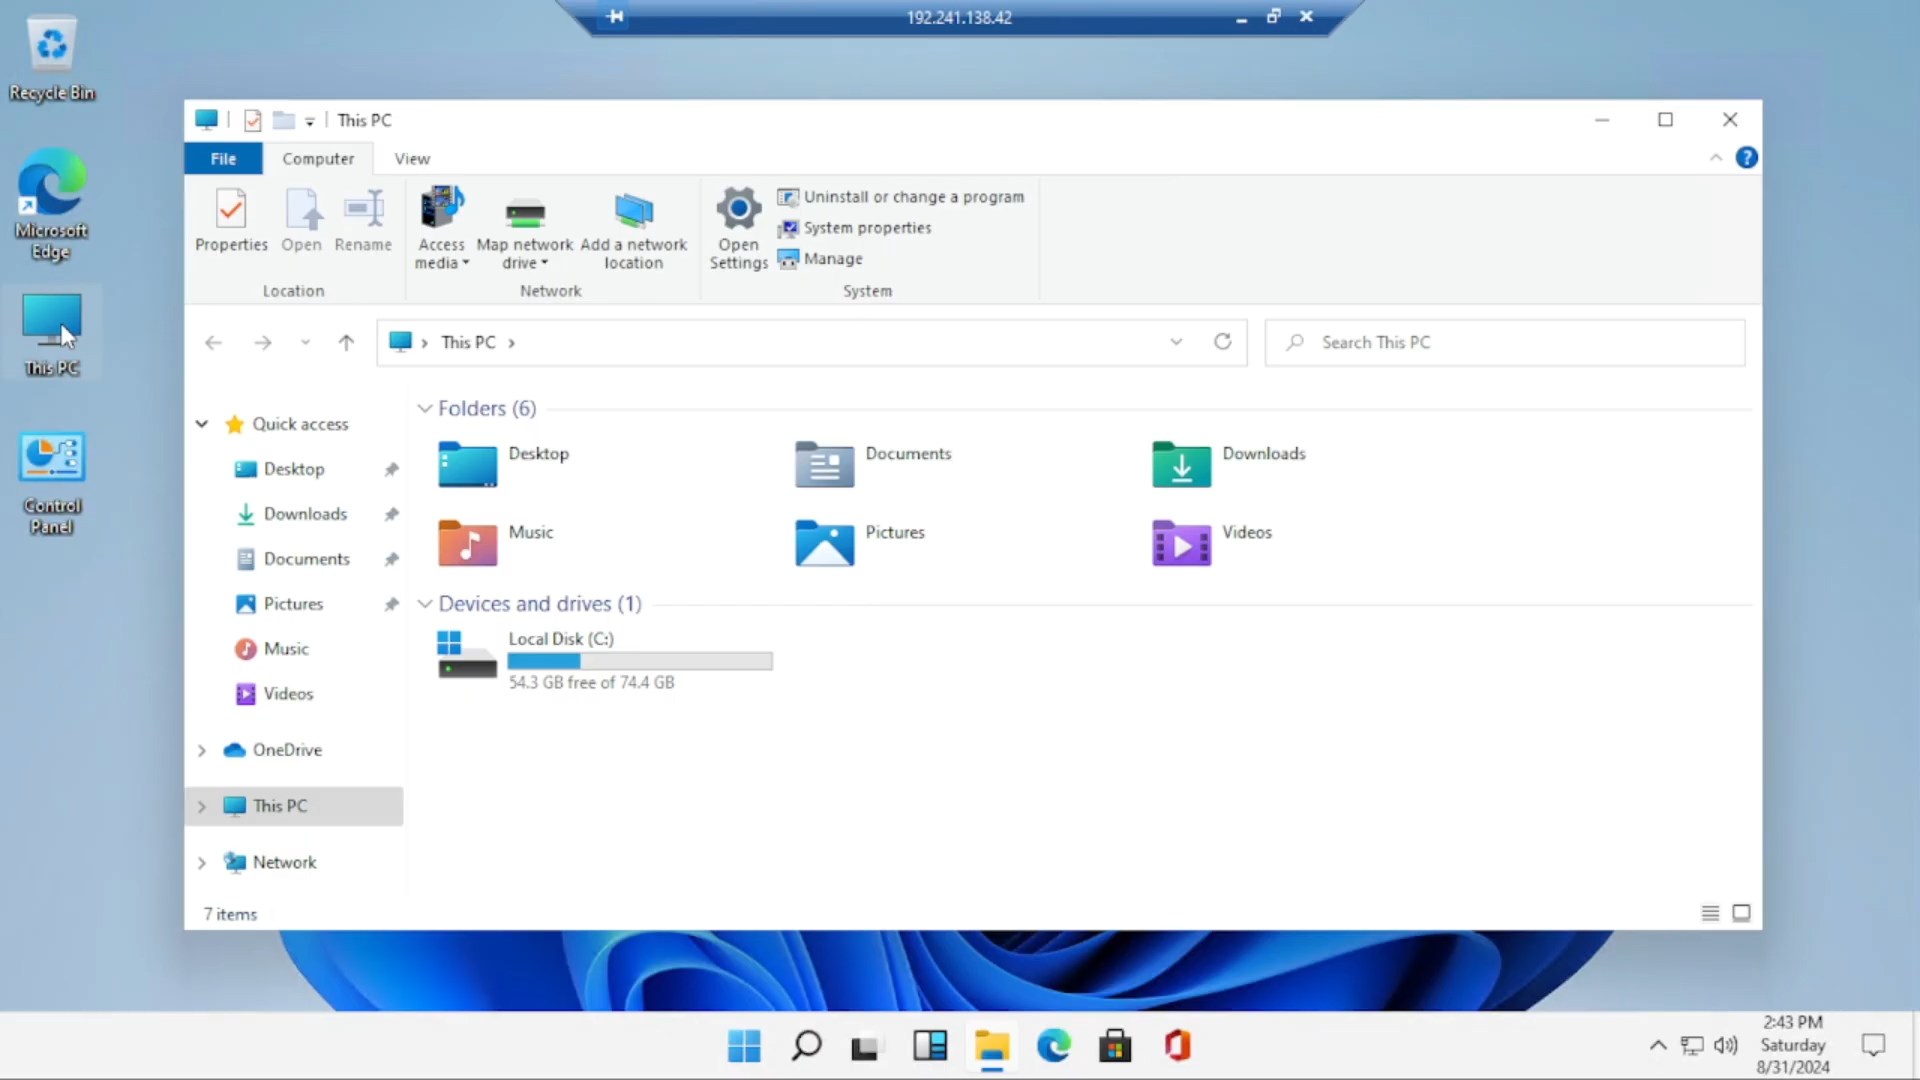 192.241.138.42
Recycle Bin
Microsoft
Edge
This PC
Control
Panel
This PC
File
Computer
View
?
Properties
Open
Rename
Location
Access
media
Map network
drive
Add a network
location
Network
Open
Settings
Uninstall or change a program
System properties
Manage
System
This PC
Search This PC
Quick access
Desktop
Downloads
Documents
Pictures
Music
Videos
OneDrive
This PC
Network
Folders (6)
Desktop
Documents
Downloads
Music
Pictures
Videos
Devices and drives (1)
Local Disk (C:)
54.3 GB free of 74.4 GB
7 items
2:43 PM
Saturday
8/31/2024